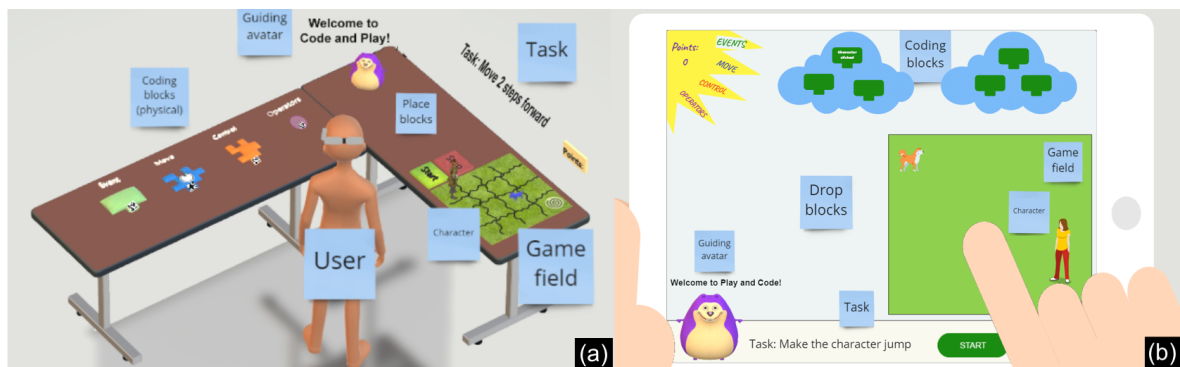 Guiding
avatar
Welcome to
Code and Play!
Task
Task: Move 2 steps forward
Coding
blocks
(physical)
Place
blocks
Operators
Control
Move
Event
Start
Points:
Character
User
Game
field
(a)
Points:
0
EVENTS
MOVE
CONTROL
OPERATORS
Character
clicked
Coding
blocks
Game
field
Drop
blocks
Character
Guiding
avatar
Welcome to Play and Code!
Task
Task: Make the character jump
START
(b)